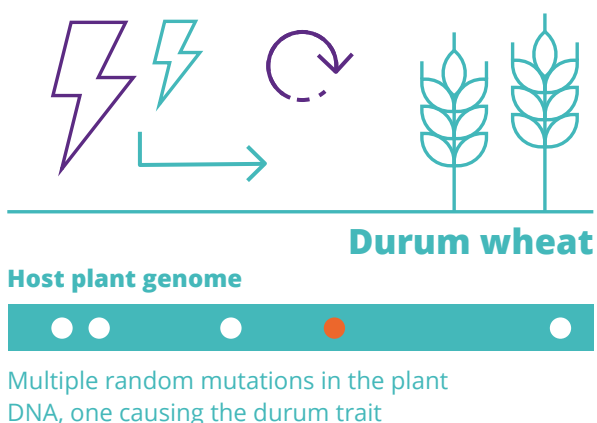 Durum wheat
Host plant genome
Multiple random mutations in the plant
DNA, one causing the durum trait